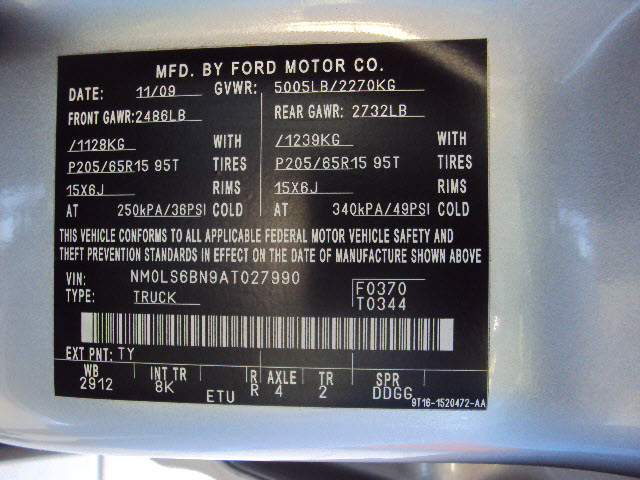 MFD. BY FORD MOTOR CO.
DATE: 11/09 GVWR: 5005LB/2270KG
FRONT GAWR: 2486LB REAR GAWR: 2732LB
/1128KG WITH /1239KG WITH
P205/65R15 95T TIRES P205/65R15 95T TIRES
15X6J RIMS 15X6J RIMS
AT 250kPA/36PSI COLD AT 340kPA/49PSI COLD
THIS VEHICLE CONFORMS TO ALL APPLICABLE FEDERAL MOTOR VEHICLE SAFETY AND
THEFT PREVENTION STANDARDS IN EFFECT ON THE DATE OF MANUFACTURE SHOWN ABOVE
VIN: NM0LS6BN9AT027990 F0370
TYPE: TRUCK T0344
EXT PNT: TY
WB INT TR R AXLE TR SPR
2912 8K ETU R 4 2 DDGG
9T16-1520472-AA